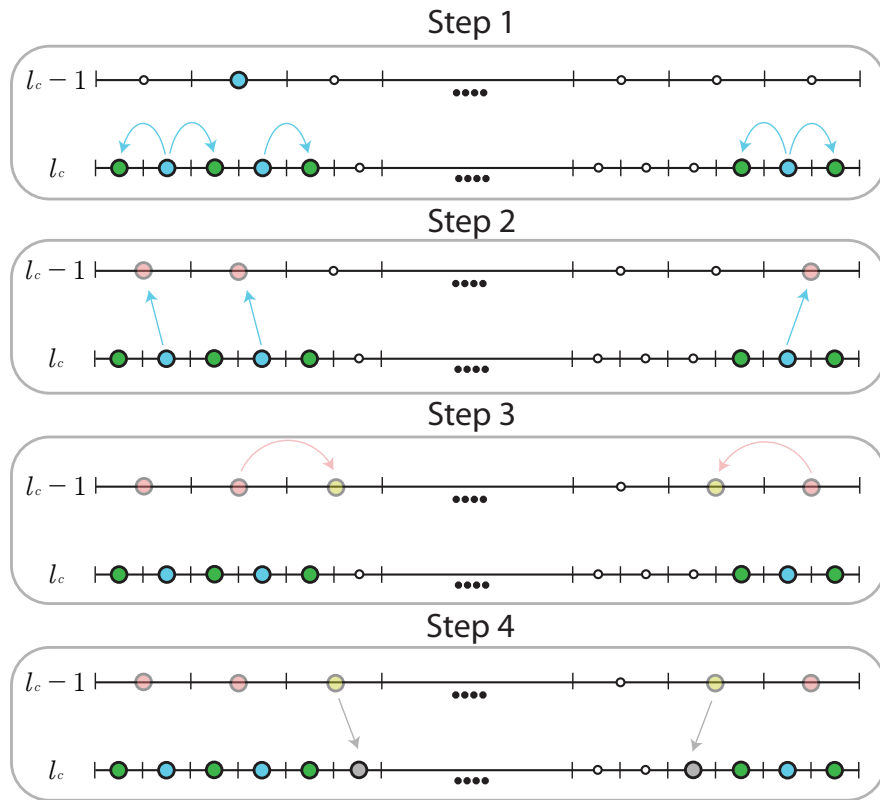 Step 1
l_c − 1
l_c
Step 2
l_c − 1
l_c
Step 3
l_c − 1
l_c
Step 4
l_c − 1
l_c